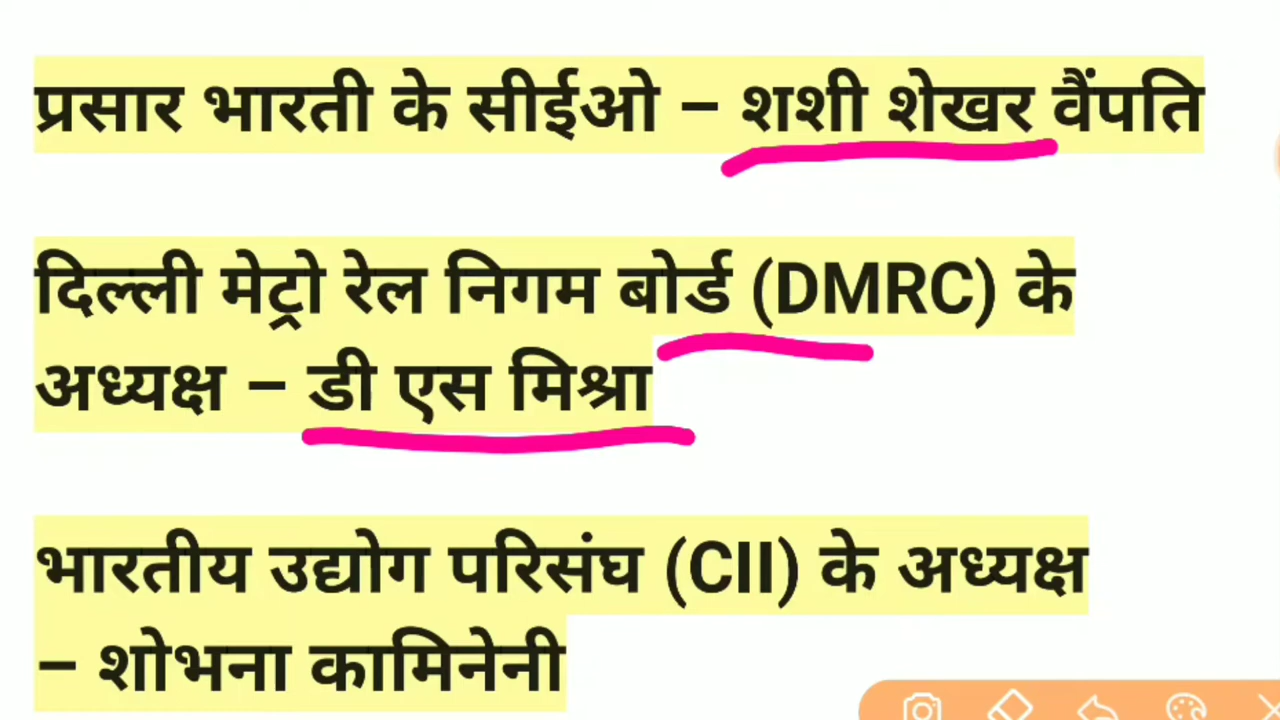 प्रसार भारती के सीईओ – शशी शेखर वैंपति
दिल्ली मेट्रो रेल निगम बोर्ड (DMRC) के
अध्यक्ष – डी एस मिश्रा
भारतीय उद्योग परिसंघ (CII) के अध्यक्ष
– शोभना कामिनेनी